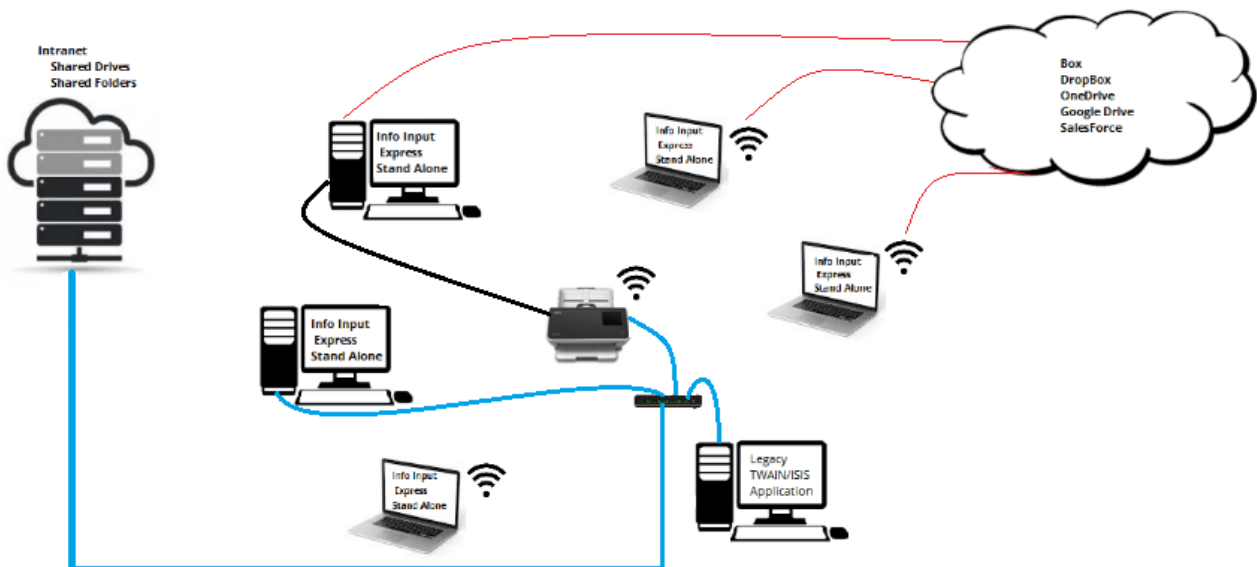 Intranet
Shared Drives
Shared Folders
Box
DropBox
OneDrive
Google Drive
SalesForce
Info Input
Express
Stand Alone
Info Input
Express
Stand Alone
Info Input
Express
Stand Alone
Info Input
Express
Stand Alone
Info Input
Express
Stand Alone
Legacy
TWAIN/ISIS
Application